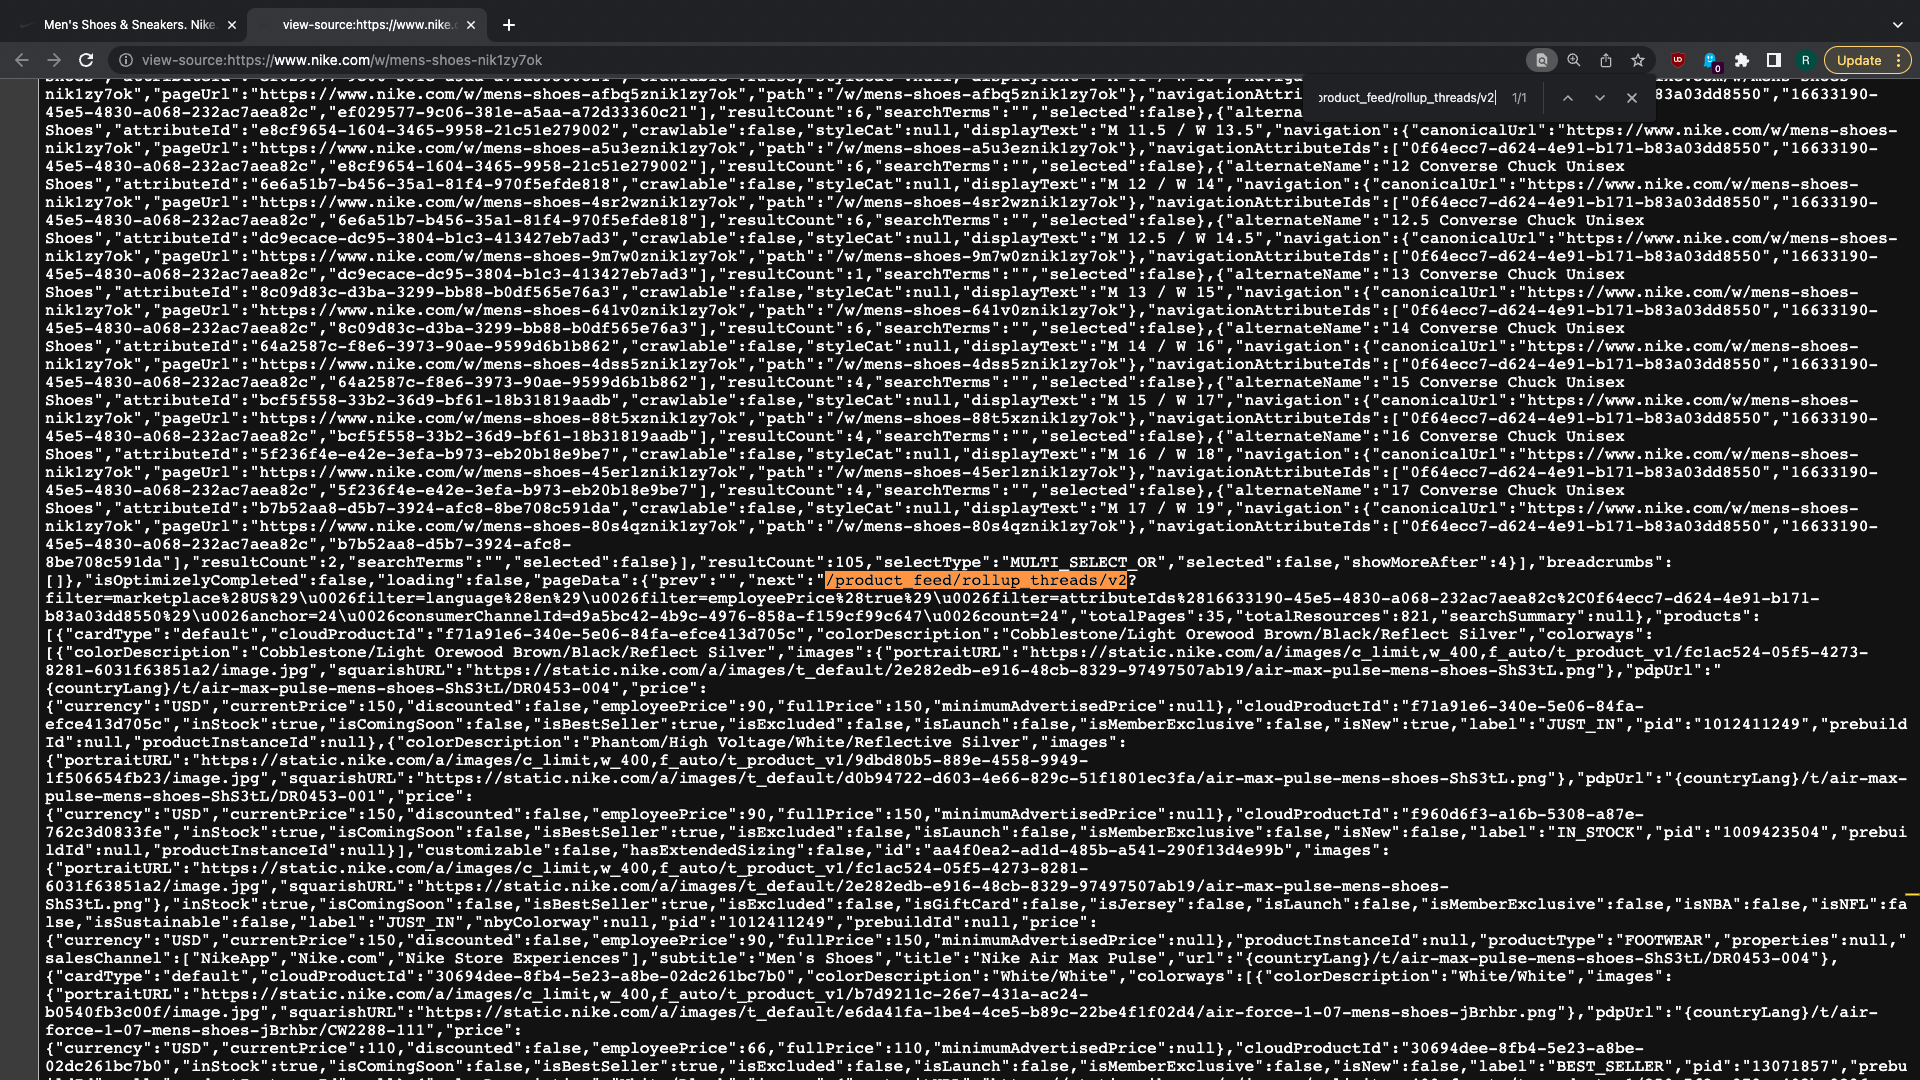 Men's Shoes & Sneakers. Nike
view-source:https://www.nike.c
view-source:https://www.nike.com/w/mens-shoes-nik1zy7ok
0
R
Update
product_feed/rollup_threads/v2
1/1
nik1zy7ok","pageUrl":"https://www.nike.com/w/mens-shoes-afbq5znik1zy7ok","path":"/w/mens-shoes-afbq5znik1zy7ok"},"navigationAttrib
83a03dd8550","16633190-
45e5-4830-a068-232ac7aea82c","ef029577-9c06-381e-a5aa-a72d33360c21"],"resultCount":6,"searchTerms":"","selected":false},{"alterna
Shoes","attributeId":"e8cf9654-1604-3465-9958-21c51e279002","crawlable":false,"styleCat":null,"displayText":"M 11.5 / W 13.5","navigation":{"canonicalUrl":"https://www.nike.com/w/mens-shoes-
nik1zy7ok","pageUrl":"https://www.nike.com/w/mens-shoes-a5u3eznik1zy7ok","path":"/w/mens-shoes-a5u3eznik1zy7ok"},"navigationAttributeIds":["0f64ecc7-d624-4e91-b171-b83a03dd8550","16633190-
45e5-4830-a068-232ac7aea82c","e8cf9654-1604-3465-9958-21c51e279002"],"resultCount":6,"searchTerms":"","selected":false},{"alternateName":"12 Converse Chuck Unisex
Shoes","attributeId":"6e6a51b7-b456-35a1-81f4-970f5efde818","crawlable":false,"styleCat":null,"displayText":"M 12 / W 14","navigation":{"canonicalUrl":"https://www.nike.com/w/mens-shoes-
nik1zy7ok","pageUrl":"https://www.nike.com/w/mens-shoes-4sr2wznik1zy7ok","path":"/w/mens-shoes-4sr2wznik1zy7ok"},"navigationAttributeIds":["0f64ecc7-d624-4e91-b171-b83a03dd8550","16633190-
45e5-4830-a068-232ac7aea82c","6e6a51b7-b456-35a1-81f4-970f5efde818"],"resultCount":6,"searchTerms":"","selected":false},{"alternateName":"12.5 Converse Chuck Unisex
Shoes","attributeId":"dc9ecace-dc95-3804-b1c3-413427eb7ad3","crawlable":false,"styleCat":null,"displayText":"M 12.5 / W 14.5","navigation":{"canonicalUrl":"https://www.nike.com/w/mens-shoes-
nik1zy7ok","pageUrl":"https://www.nike.com/w/mens-shoes-9m7w0znik1zy7ok","path":"/w/mens-shoes-9m7w0znik1zy7ok"},"navigationAttributeIds":["0f64ecc7-d624-4e91-b171-b83a03dd8550","16633190-
45e5-4830-a068-232ac7aea82c","dc9ecace-dc95-3804-b1c3-413427eb7ad3"],"resultCount":1,"searchTerms":"","selected":false},{"alternateName":"13 Converse Chuck Unisex
Shoes","attributeId":"8c09d83c-d3ba-3299-bb88-b0df565e76a3","crawlable":false,"styleCat":null,"displayText":"M 13 / W 15","navigation":{"canonicalUrl":"https://www.nike.com/w/mens-shoes-
nik1zy7ok","pageUrl":"https://www.nike.com/w/mens-shoes-641v0znik1zy7ok","path":"/w/mens-shoes-641v0znik1zy7ok"},"navigationAttributeIds":["0f64ecc7-d624-4e91-b171-b83a03dd8550","16633190-
45e5-4830-a068-232ac7aea82c","8c09d83c-d3ba-3299-bb88-b0df565e76a3"],"resultCount":6,"searchTerms":"","selected":false},{"alternateName":"14 Converse Chuck Unisex
Shoes","attributeId":"64a2587c-f8e6-3973-90ae-9599d6b1b862","crawlable":false,"styleCat":null,"displayText":"M 14 / W 16","navigation":{"canonicalUrl":"https://www.nike.com/w/mens-shoes-
nik1zy7ok","pageUrl":"https://www.nike.com/w/mens-shoes-4dss5znik1zy7ok","path":"/w/mens-shoes-4dss5znik1zy7ok"},"navigationAttributeIds":["0f64ecc7-d624-4e91-b171-b83a03dd8550","16633190-
45e5-4830-a068-232ac7aea82c","64a2587c-f8e6-3973-90ae-9599d6b1b862"],"resultCount":4,"searchTerms":"","selected":false},{"alternateName":"15 Converse Chuck Unisex
Shoes","attributeId":"bcf5f558-33b2-36d9-bf61-18b31819aadb","crawlable":false,"styleCat":null,"displayText":"M 15 / W 17","navigation":{"canonicalUrl":"https://www.nike.com/w/mens-shoes-
nik1zy7ok","pageUrl":"https://www.nike.com/w/mens-shoes-88t5xznik1zy7ok","path":"/w/mens-shoes-88t5xznik1zy7ok"},"navigationAttributeIds":["0f64ecc7-d624-4e91-b171-b83a03dd8550","16633190-
45e5-4830-a068-232ac7aea82c","bcf5f558-33b2-36d9-bf61-18b31819aadb"],"resultCount":4,"searchTerms":"","selected":false},{"alternateName":"16 Converse Chuck Unisex
Shoes","attributeId":"5f236f4e-e42e-3efa-b973-eb20b18e9be7","crawlable":false,"styleCat":null,"displayText":"M 16 / W 18","navigation":{"canonicalUrl":"https://www.nike.com/w/mens-shoes-
nik1zy7ok","pageUrl":"https://www.nike.com/w/mens-shoes-45erlznik1zy7ok","path":"/w/mens-shoes-45erlznik1zy7ok"},"navigationAttributeIds":["0f64ecc7-d624-4e91-b171-b83a03dd8550","16633190-
45e5-4830-a068-232ac7aea82c","5f236f4e-e42e-3efa-b973-eb20b18e9be7"],"resultCount":4,"searchTerms":"","selected":false},{"alternateName":"17 Converse Chuck Unisex
Shoes","attributeId":"b7b52aa8-d5b7-3924-afc8-8be708c591da","crawlable":false,"styleCat":null,"displayText":"M 17 / W 19","navigation":{"canonicalUrl":"https://www.nike.com/w/mens-shoes-
nik1zy7ok","pageUrl":"https://www.nike.com/w/mens-shoes-80s4qznik1zy7ok","path":"/w/mens-shoes-80s4qznik1zy7ok"},"navigationAttributeIds":["0f64ecc7-d624-4e91-b171-b83a03dd8550","16633190-
45e5-4830-a068-232ac7aea82c","b7b52aa8-d5b7-3924-afc8-
8be708c591da"],"resultCount":2,"searchTerms":"","selected":false}],"resultCount":105,"selectType":"MULTI_SELECT_OR","selected":false,"showMoreAfter":4}],"breadcrumbs":
[]},"isOptimizelyCompleted":false,"loading":false,"pageData":{"prev":"","next":"/product_feed/rollup_threads/v2?
filter=marketplace%28US%29\u0026filter=language%28en%29\u0026filter=employeePrice%28true%29\u0026filter=attributeIds%2816633190-45e5-4830-a068-232ac7aea82c%2C0f64ecc7-d624-4e91-b171-
b83a03dd8550%29\u0026anchor=24\u0026consumerChannelId=d9a5bc42-4b9c-4976-858a-f159cf99c647\u0026count=24","totalPages":35,"totalResources":821,"searchSummary":null},"products":
[{"cardType":"default","cloudProductId":"f71a91e6-340e-5e06-84fa-efce413d705c","colorDescription":"Cobblestone/Light Orewood Brown/Black/Reflect Silver","colorways":
[{"colorDescription":"Cobblestone/Light Orewood Brown/Black/Reflect Silver","images":{"portraitURL":"https://static.nike.com/a/images/c_limit,w_400,f_auto/t_product_v1/fc1ac524-05f5-4273-
8281-6031f63851a2/image.jpg","squarishURL":"https://static.nike.com/a/images/t_default/2e282edb-e916-48cb-8329-97497507ab19/air-max-pulse-mens-shoes-ShS3tL.png"},"pdpUrl":"
{countryLang}/t/air-max-pulse-mens-shoes-ShS3tL/DR0453-004","price":
{"currency":"USD","currentPrice":150,"discounted":false,"employeePrice":90,"fullPrice":150,"minimumAdvertisedPrice":null},"cloudProductId":"f71a91e6-340e-5e06-84fa-
efce413d705c","inStock":true,"isComingSoon":false,"isBestSeller":true,"isExcluded":false,"isLaunch":false,"isMemberExclusive":false,"isNew":true,"label":"JUST_IN","pid":"1012411249","prebuild
Id":null,"productInstanceId":null},{"colorDescription":"Phantom/High Voltage/White/Reflective Silver","images":
{"portraitURL":"https://static.nike.com/a/images/c_limit,w_400,f_auto/t_product_v1/9dbd80b5-889e-4558-9949-
1f506654fb23/image.jpg","squarishURL":"https://static.nike.com/a/images/t_default/d0b94722-d603-4e66-829c-51f1801ec3fa/air-max-pulse-mens-shoes-ShS3tL.png"},"pdpUrl":"{countryLang}/t/air-max-
pulse-mens-shoes-ShS3tL/DR0453-001","price":
{"currency":"USD","currentPrice":150,"discounted":false,"employeePrice":90,"fullPrice":150,"minimumAdvertisedPrice":null},"cloudProductId":"f960d6f3-a16b-5308-a87e-
762c3d0833fe","inStock":true,"isComingSoon":false,"isBestSeller":true,"isExcluded":false,"isLaunch":false,"isMemberExclusive":false,"isNew":false,"label":"IN_STOCK","pid":"1009423504","prebui
ldId":null,"productInstanceId":null}],"customizable":false,"hasExtendedSizing":false,"id":"aa4f0ea2-ad1d-485b-a541-290f13d4e99b","images":
{"portraitURL":"https://static.nike.com/a/images/c_limit,w_400,f_auto/t_product_v1/fc1ac524-05f5-4273-8281-
6031f63851a2/image.jpg","squarishURL":"https://static.nike.com/a/images/t_default/2e282edb-e916-48cb-8329-97497507ab19/air-max-pulse-mens-shoes-
ShS3tL.png"},"inStock":true,"isComingSoon":false,"isBestSeller":true,"isExcluded":false,"isGiftCard":false,"isJersey":false,"isLaunch":false,"isMemberExclusive":false,"isNBA":false,"isNFL":fa
lse,"isSustainable":false,"label":"JUST_IN","nbyColorway":null,"pid":"1012411249","prebuildId":null,"price":
{"currency":"USD","currentPrice":150,"discounted":false,"employeePrice":90,"fullPrice":150,"minimumAdvertisedPrice":null},"productInstanceId":null,"productType":"FOOTWEAR","properties":null,"
salesChannel":["NikeApp","Nike.com","Nike Store Experiences"],"subtitle":"Men's Shoes","title":"Nike Air Max Pulse","url":"{countryLang}/t/air-max-pulse-mens-shoes-ShS3tL/DR0453-004"},
{"cardType":"default","cloudProductId":"30694dee-8fb4-5e23-a8be-02dc261bc7b0","colorDescription":"White/White","colorways":[{"colorDescription":"White/White","images":
{"portraitURL":"https://static.nike.com/a/images/c_limit,w_400,f_auto/t_product_v1/b7d9211c-26e7-431a-ac24-
b0540fb3c00f/image.jpg","squarishURL":"https://static.nike.com/a/images/t_default/e6da41fa-1be4-4ce5-b89c-22be4f1f02d4/air-force-1-07-mens-shoes-jBrhbr.png"},"pdpUrl":"{countryLang}/t/air-
force-1-07-mens-shoes-jBrhbr/CW2288-111","price":
{"currency":"USD","currentPrice":110,"discounted":false,"employeePrice":66,"fullPrice":110,"minimumAdvertisedPrice":null},"cloudProductId":"30694dee-8fb4-5e23-a8be-
02dc261bc7b0","inStock":true,"isComingSoon":false,"isBestSeller":true,"isExcluded":false,"isLaunch":false,"isMemberExclusive":false,"isNew":false,"label":"BEST_SELLER","pid":"13071857","prebu